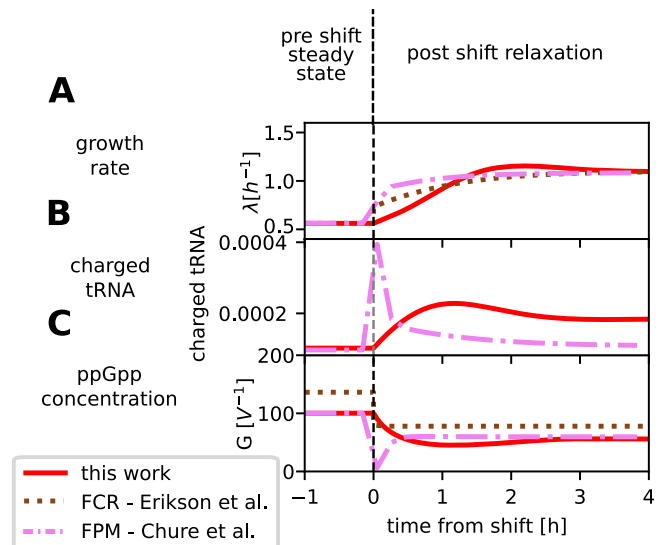 pre shift
steady
state
post shift relaxation
A
growth
rate
λ[h⁻¹]
1.5
1.0
0.5
B
charged
tRNA
charged tRNA
0.0004
0.0002
C
ppGpp
concentration
G [V⁻¹]
200
100
0
−1
0
1
2
3
4
time from shift [h]
this work
FCR - Erikson et al.
FPM - Chure et al.